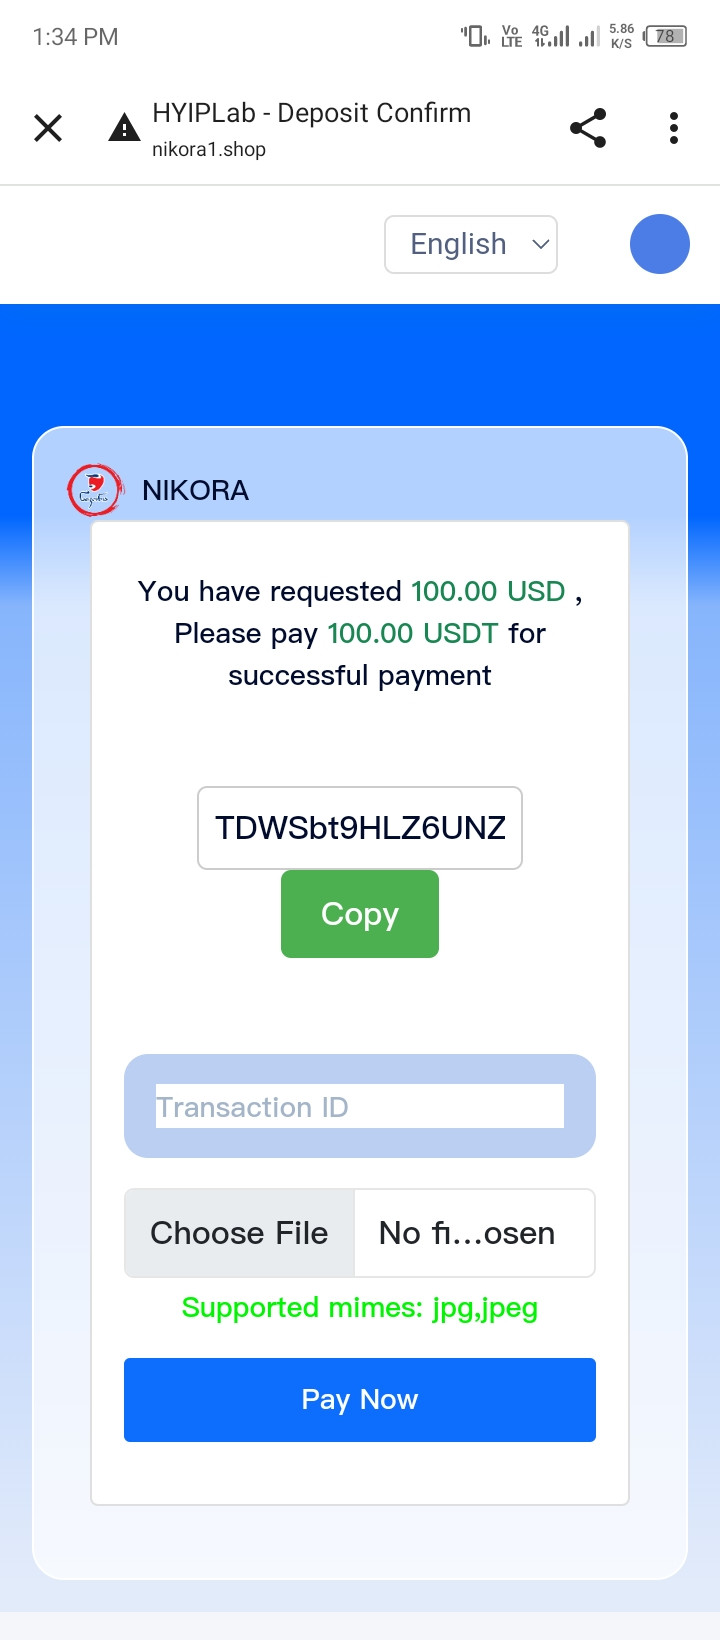 1:34 PM
Vo LTE 4G 5.86 K/S 78
HYIPLab - Deposit Confirm
nikora1.shop
English
NIKORA
You have requested 100.00 USD ,
Please pay 100.00 USDT for
successful payment
TDWSbt9HLZ6UNZ
Copy
Transaction ID
Choose File No fi...osen
Supported mimes: jpg,jpeg
Pay Now